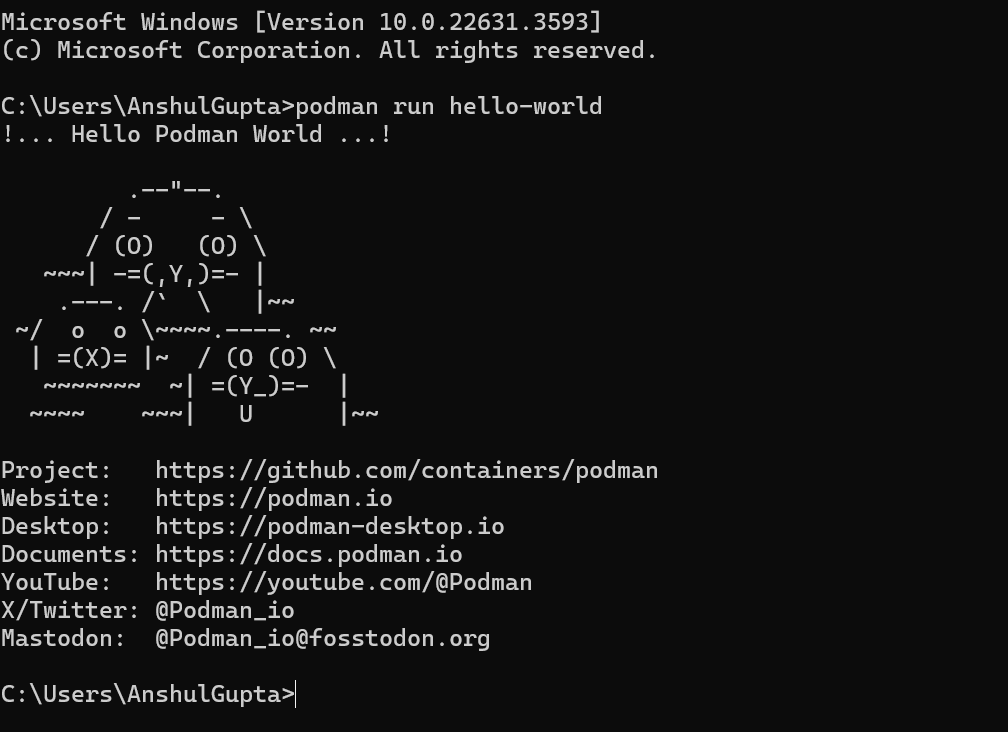 Microsoft Windows [Version 10.0.22631.3593]
(c) Microsoft Corporation. All rights reserved.

C:\Users\AnshulGupta>podman run hello-world
!... Hello Podman World ...!

         .--"--.
       / -     - \
      / (O)   (O) \
   ~~~| -=(,Y,)=- |
    .---. /`  \   |~~
 ~/  o  o \~~~~.----. ~~
  | =(X)= |~  / (O (O) \
   ~~~~~~~  ~| =(Y_)=-  |
  ~~~~    ~~~|   U      |~~

Project:   https://github.com/containers/podman
Website:   https://podman.io
Desktop:   https://podman-desktop.io
Documents: https://docs.podman.io
YouTube:   https://youtube.com/@Podman
X/Twitter: @Podman_io
Mastodon:  @Podman_io@fosstodon.org

C:\Users\AnshulGupta>